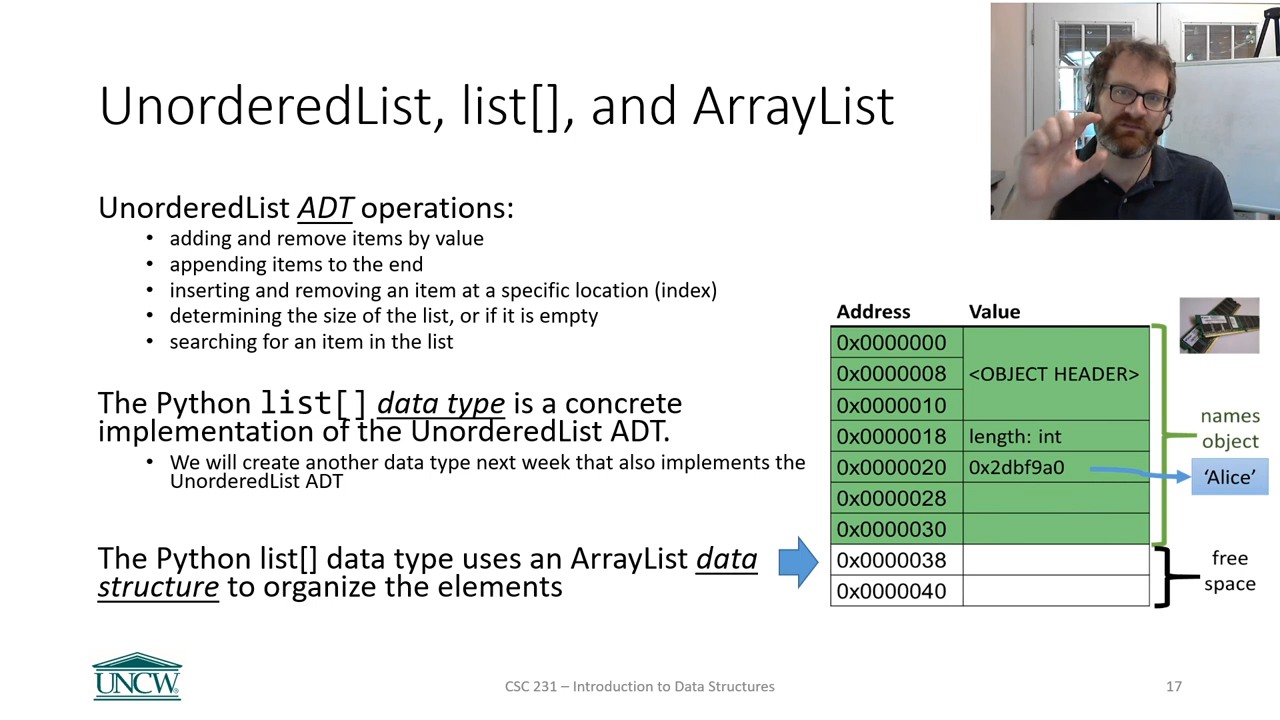 UnorderedList, list[], and ArrayList
UnorderedList ADT operations:
• adding and remove items by value
• appending items to the end
• inserting and removing an item at a specific location (index)
• determining the size of the list, or if it is empty
• searching for an item in the list
The Python list[] data type is a concrete
implementation of the UnorderedList ADT.
• We will create another data type next week that also implements the
UnorderedList ADT
The Python list[] data type uses an ArrayList data
structure to organize the elements
Address Value
0x0000000
0x0000008 <OBJECT HEADER>
0x0000010
0x0000018 length: int
0x0000020 0x2dbf9a0
0x0000028
0x0000030
0x0000038
0x0000040
names
object
‘Alice’
free
space
UNCW
CSC 231 – Introduction to Data Structures
17